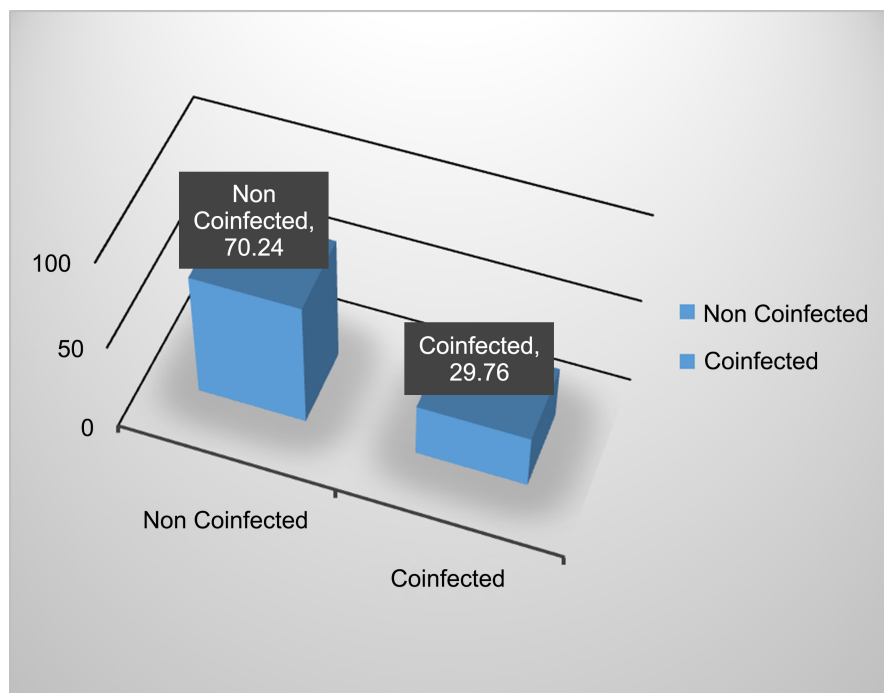 Non
Coinfected,
70.24
100
Coinfected,
29.76
50
0
Non Coinfected
Coinfected
Non Coinfected
Coinfected